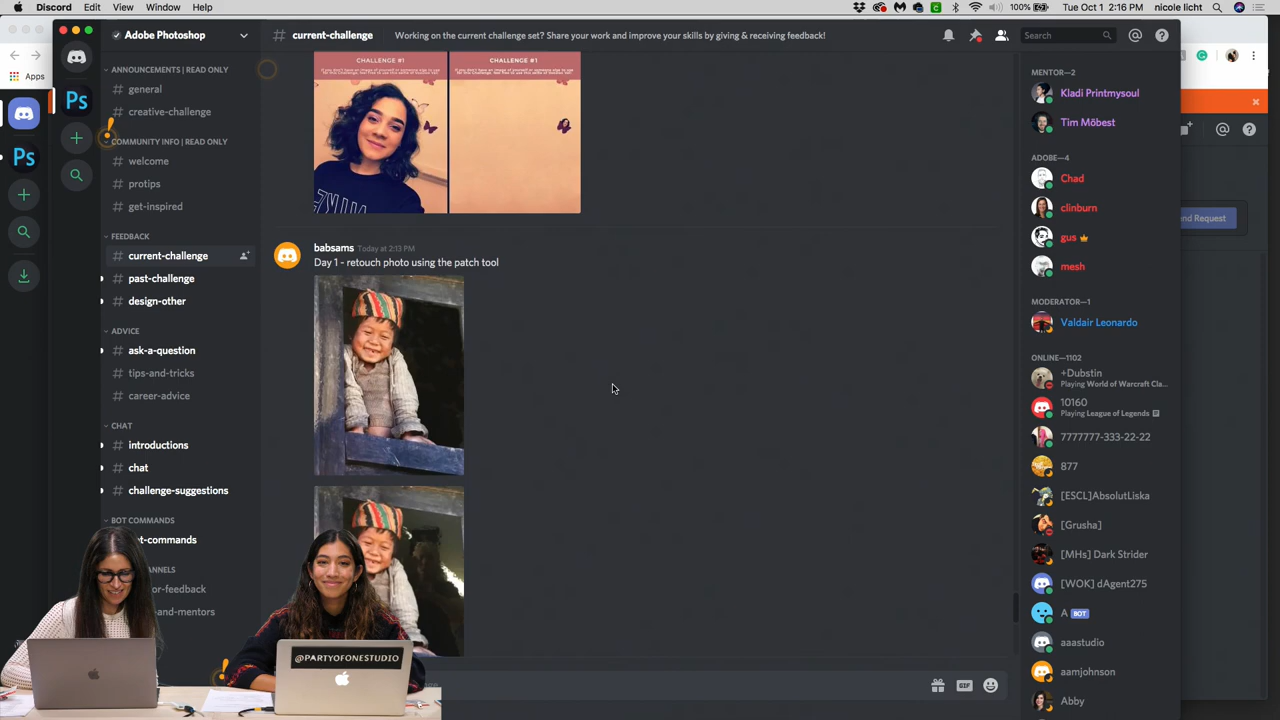 Discord Edit View Window Help
100% Tue Oct 1 2:16 PM nicole licht
Adobe Photoshop
# current-challenge Working on the current challenge set? Share your work and improve your skills by giving & receiving feedback!
Search
Apps
Ps
Ps
ANNOUNCEMENTS | READ ONLY
# general
# creative-challenge
COMMUNITY INFO | READ ONLY
# welcome
# protips
# get-inspired
FEEDBACK
# current-challenge
# past-challenge
# design-other
ADVICE
# ask-a-question
# tips-and-tricks
# career-advice
CHAT
# introductions
# chat
# challenge-suggestions
BOT COMMANDS
t-commands
ANNELS
r-feedback
and-mentors
CHALLENGE #1
CHALLENGE #1
babsams Today at 2:13 PM
Day 1 - retouch photo using the patch tool
GIF
MENTOR—2
Kladi Printmysoul
Tim Möbest
ADOBE—4
Chad
clinburn
gus
mesh
MODERATOR—1
Valdair Leonardo
ONLINE—1102
+Dubstin
Playing World of Warcraft Cla...
10160
Playing League of Legends
7777777-333-22-22
877
[ESCL]AbsolutLiska
[Grusha]
[MHs] Dark Strider
[WOK] dAgent275
A BOT
aaastudio
aamjohnson
Abby
nd Request
@PARTYOFONESTUDIO